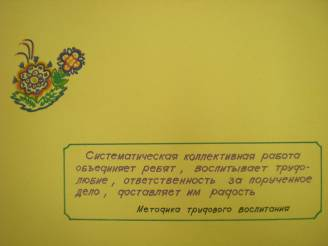 Систематическая коллективная работа
объединяет ребят, воспитывает трудо-
любие, ответственность за порученное
дело, доставляет им радость
Методика трудового воспитания